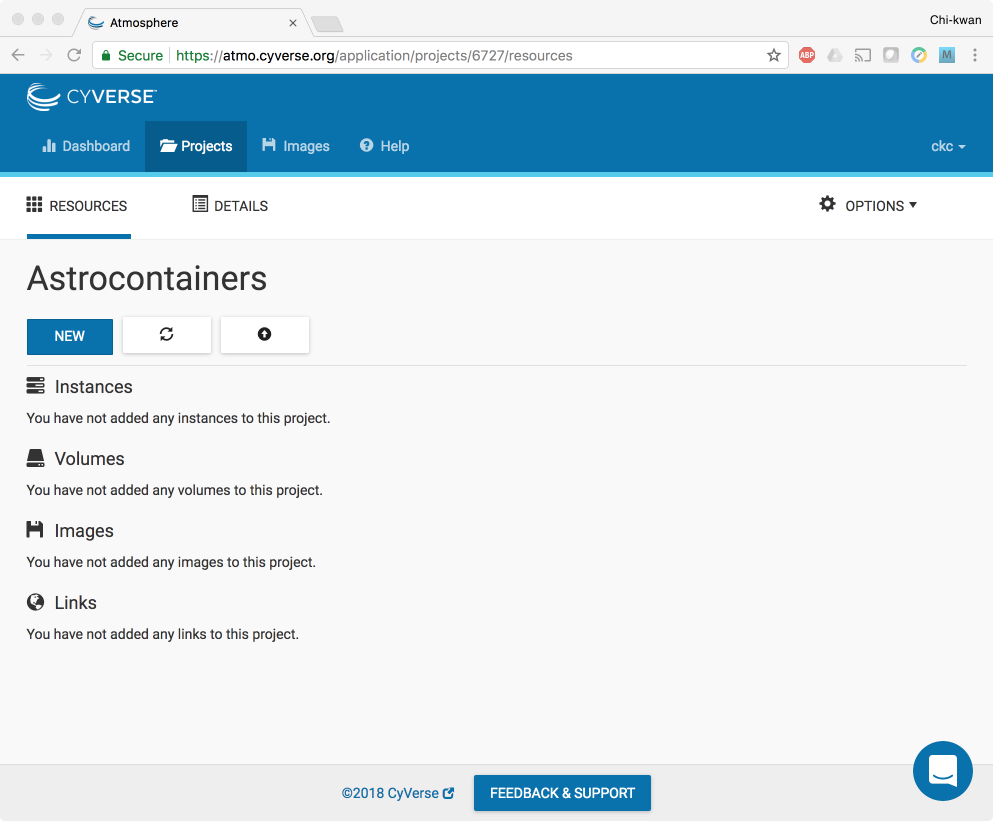 Atmosphere
Chi-kwan
Secure https://atmo.cyverse.org/application/projects/6727/resources
ABP
M
CYVERSE™
Dashboard Projects Images Help ckc
RESOURCES DETAILS OPTIONS
Astrocontainers
NEW
Instances
You have not added any instances to this project.
Volumes
You have not added any volumes to this project.
Images
You have not added any images to this project.
Links
You have not added any links to this project.
©2018 CyVerse FEEDBACK & SUPPORT